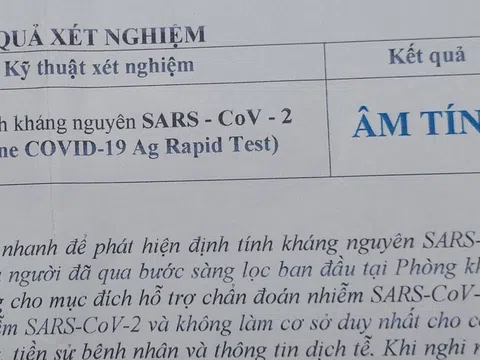 QUẢ XÉT NGHIỆM
Kỹ thuật xét nghiệm Kết quả
h kháng nguyên SARS - CoV - 2 ÂM TÍN
ne COVID-19 Ag Rapid Test)
nhanh để phát hiện định tính kháng nguyên SARS-
người đã qua bước sàng lọc ban đầu tại Phòng kh
g cho mục đích hỗ trợ chẩn đoán nhiễm SARS-CoV-
ễm SARS-CoV-2 và không làm cơ sở duy nhất cho c
, tiền sử bệnh nhân và thông tin dịch tễ. Khi nghi n